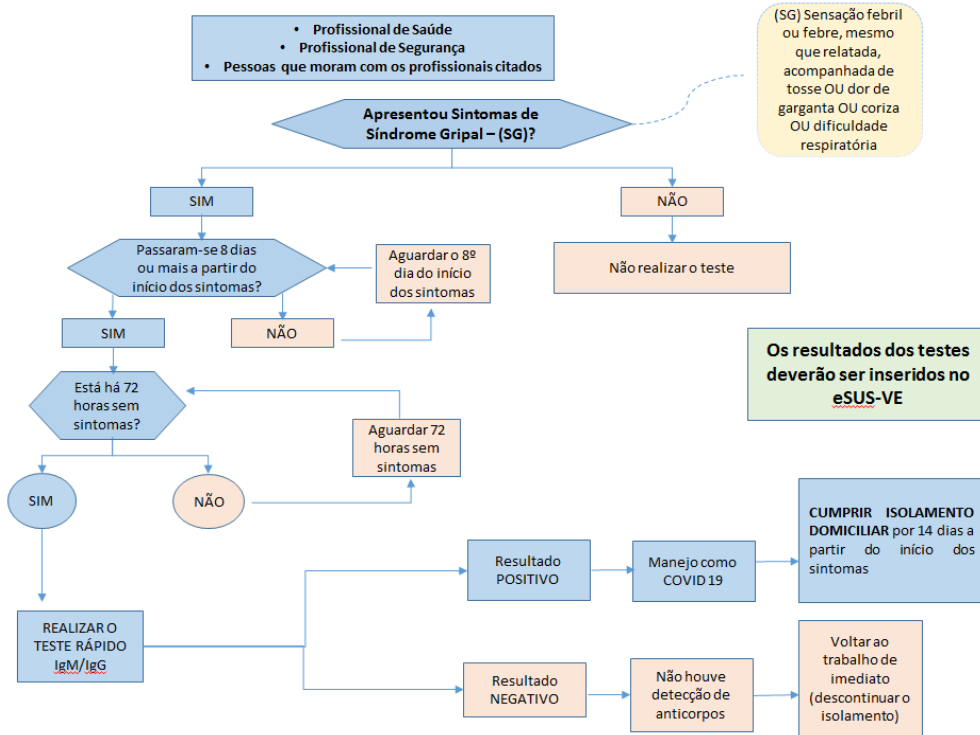 • Profissional de Saúde
• Profissional de Segurança
• Pessoas que moram com os profissionais citados
(SG) Sensação febril
ou febre, mesmo
que relatada,
acompanhada de
tosse OU dor de
garganta OU coriza
OU dificuldade
respiratória
Apresentou Sintomas de
Síndrome Gripal – (SG)?
SIM
NÃO
Passaram-se 8 dias
ou mais a partir do
início dos sintomas?
Aguardar o 8º
dia do início
dos sintomas
Não realizar o teste
SIM
NÃO
Os resultados dos testes
deverão ser inseridos no
eSUS-VE
Está há 72
horas sem
sintomas?
Aguardar 72
horas sem
sintomas
SIM
NÃO
Resultado
POSITIVO
Manejo como
COVID 19
CUMPRIR ISOLAMENTO
DOMICILIAR por 14 dias a
partir do início dos
sintomas
REALIZAR O
TESTE RÁPIDO
IgM/IgG
Resultado
NEGATIVO
Não houve
detecção de
anticorpos
Voltar ao
trabalho de
imediato
(descontinuar o
isolamento)